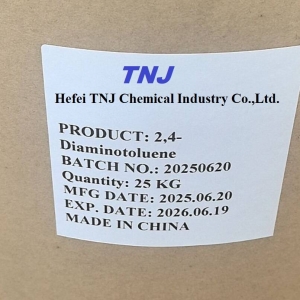 TNJ
Hefei TNJ Chemical Industry Co.,Ltd.
PRODUCT: 2,4-
Diaminotoluene
BATCH NO.: 20250620
Quantity: 25 KG
MFG DATE: 2025.06.20
EXP. DATE: 2026.06.19
MADE IN CHINA